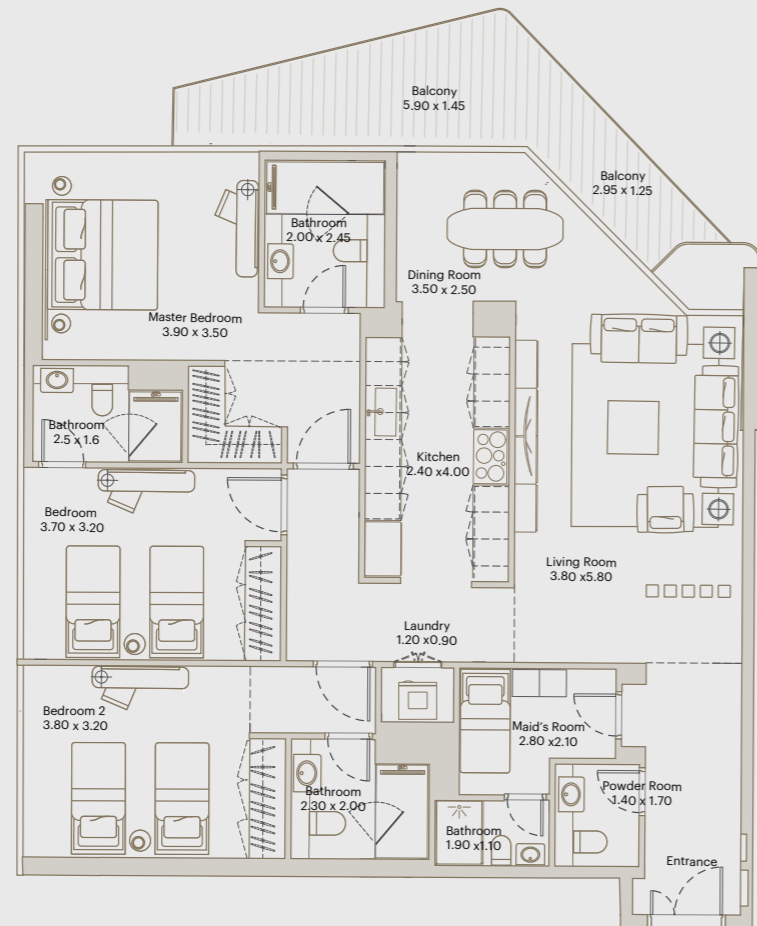 Balcony
5.90 x 1.45
Balcony
2.95 x 1.25
Bathroom
2.00 x 2.45
Dining Room
3.50 x 2.50
Master Bedroom
3.90 x 3.50
Bathroom
2.5 x 1.6
Kitchen
2.40 x4.00
Bedroom
3.70 x 3.20
Living Room
3.80 x5.80
Laundry
1.20 x0.90
Bedroom 2
3.80 x 3.20
Maid's Room
2.80 x2.10
Bathroom
2.30 x 2.00
Powder Room
1.40 x 1.70
Bathroom
1.90 x1.10
Entrance